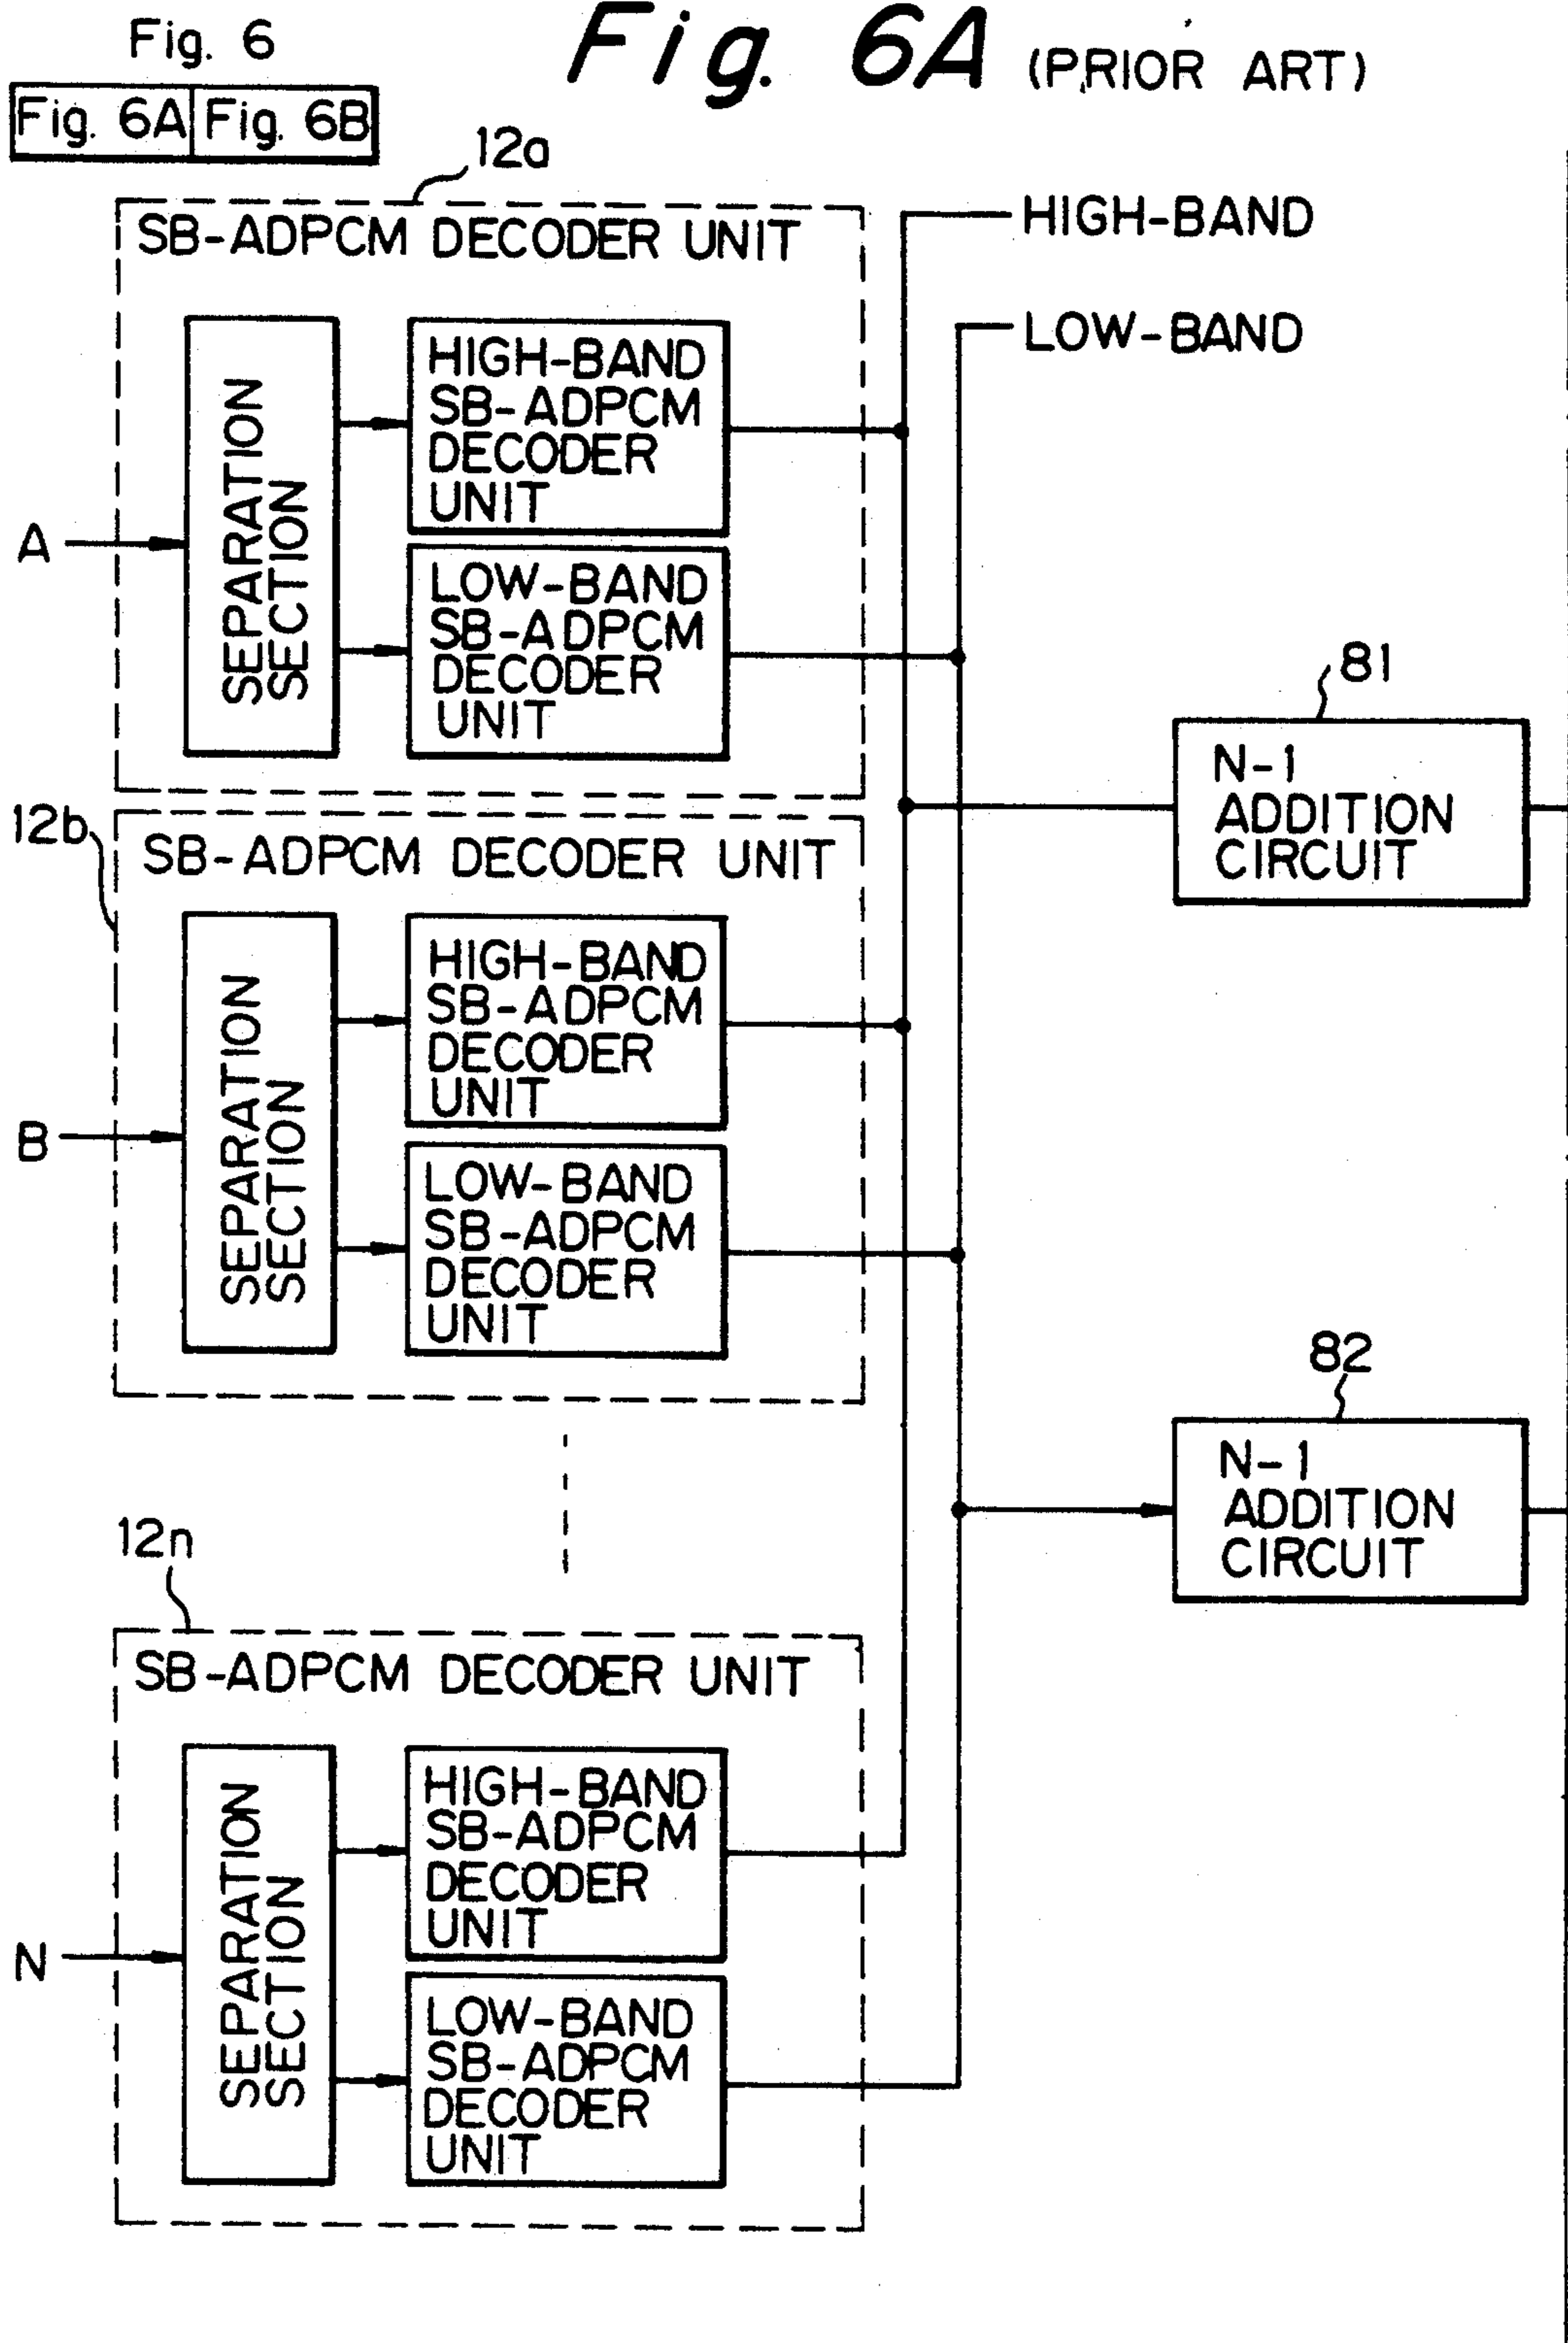 Fig. 6
Fig. 6A (PRIOR ART)
Fig. 6A Fig. 6B
12a
SB-ADPCM DECODER UNIT
HIGH-BAND
LOW-BAND
A
SEPARATION
SECTION
HIGH-BAND
SB-ADPCM
DECODER
UNIT
LOW-BAND
SB-ADPCM
DECODER
UNIT
81
N-1
ADDITION
CIRCUIT
12b
SB-ADPCM DECODER UNIT
B
SEPARATION
SECTION
HIGH-BAND
SB-ADPCM
DECODER
UNIT
LOW-BAND
SB-ADPCM
DECODER
UNIT
82
N-1
ADDITION
CIRCUIT
12n
SB-ADPCM DECODER UNIT
N
SEPARATION
SECTION
HIGH-BAND
SB-ADPCM
DECODER
UNIT
LOW-BAND
SB-ADPCM
DECODER
UNIT